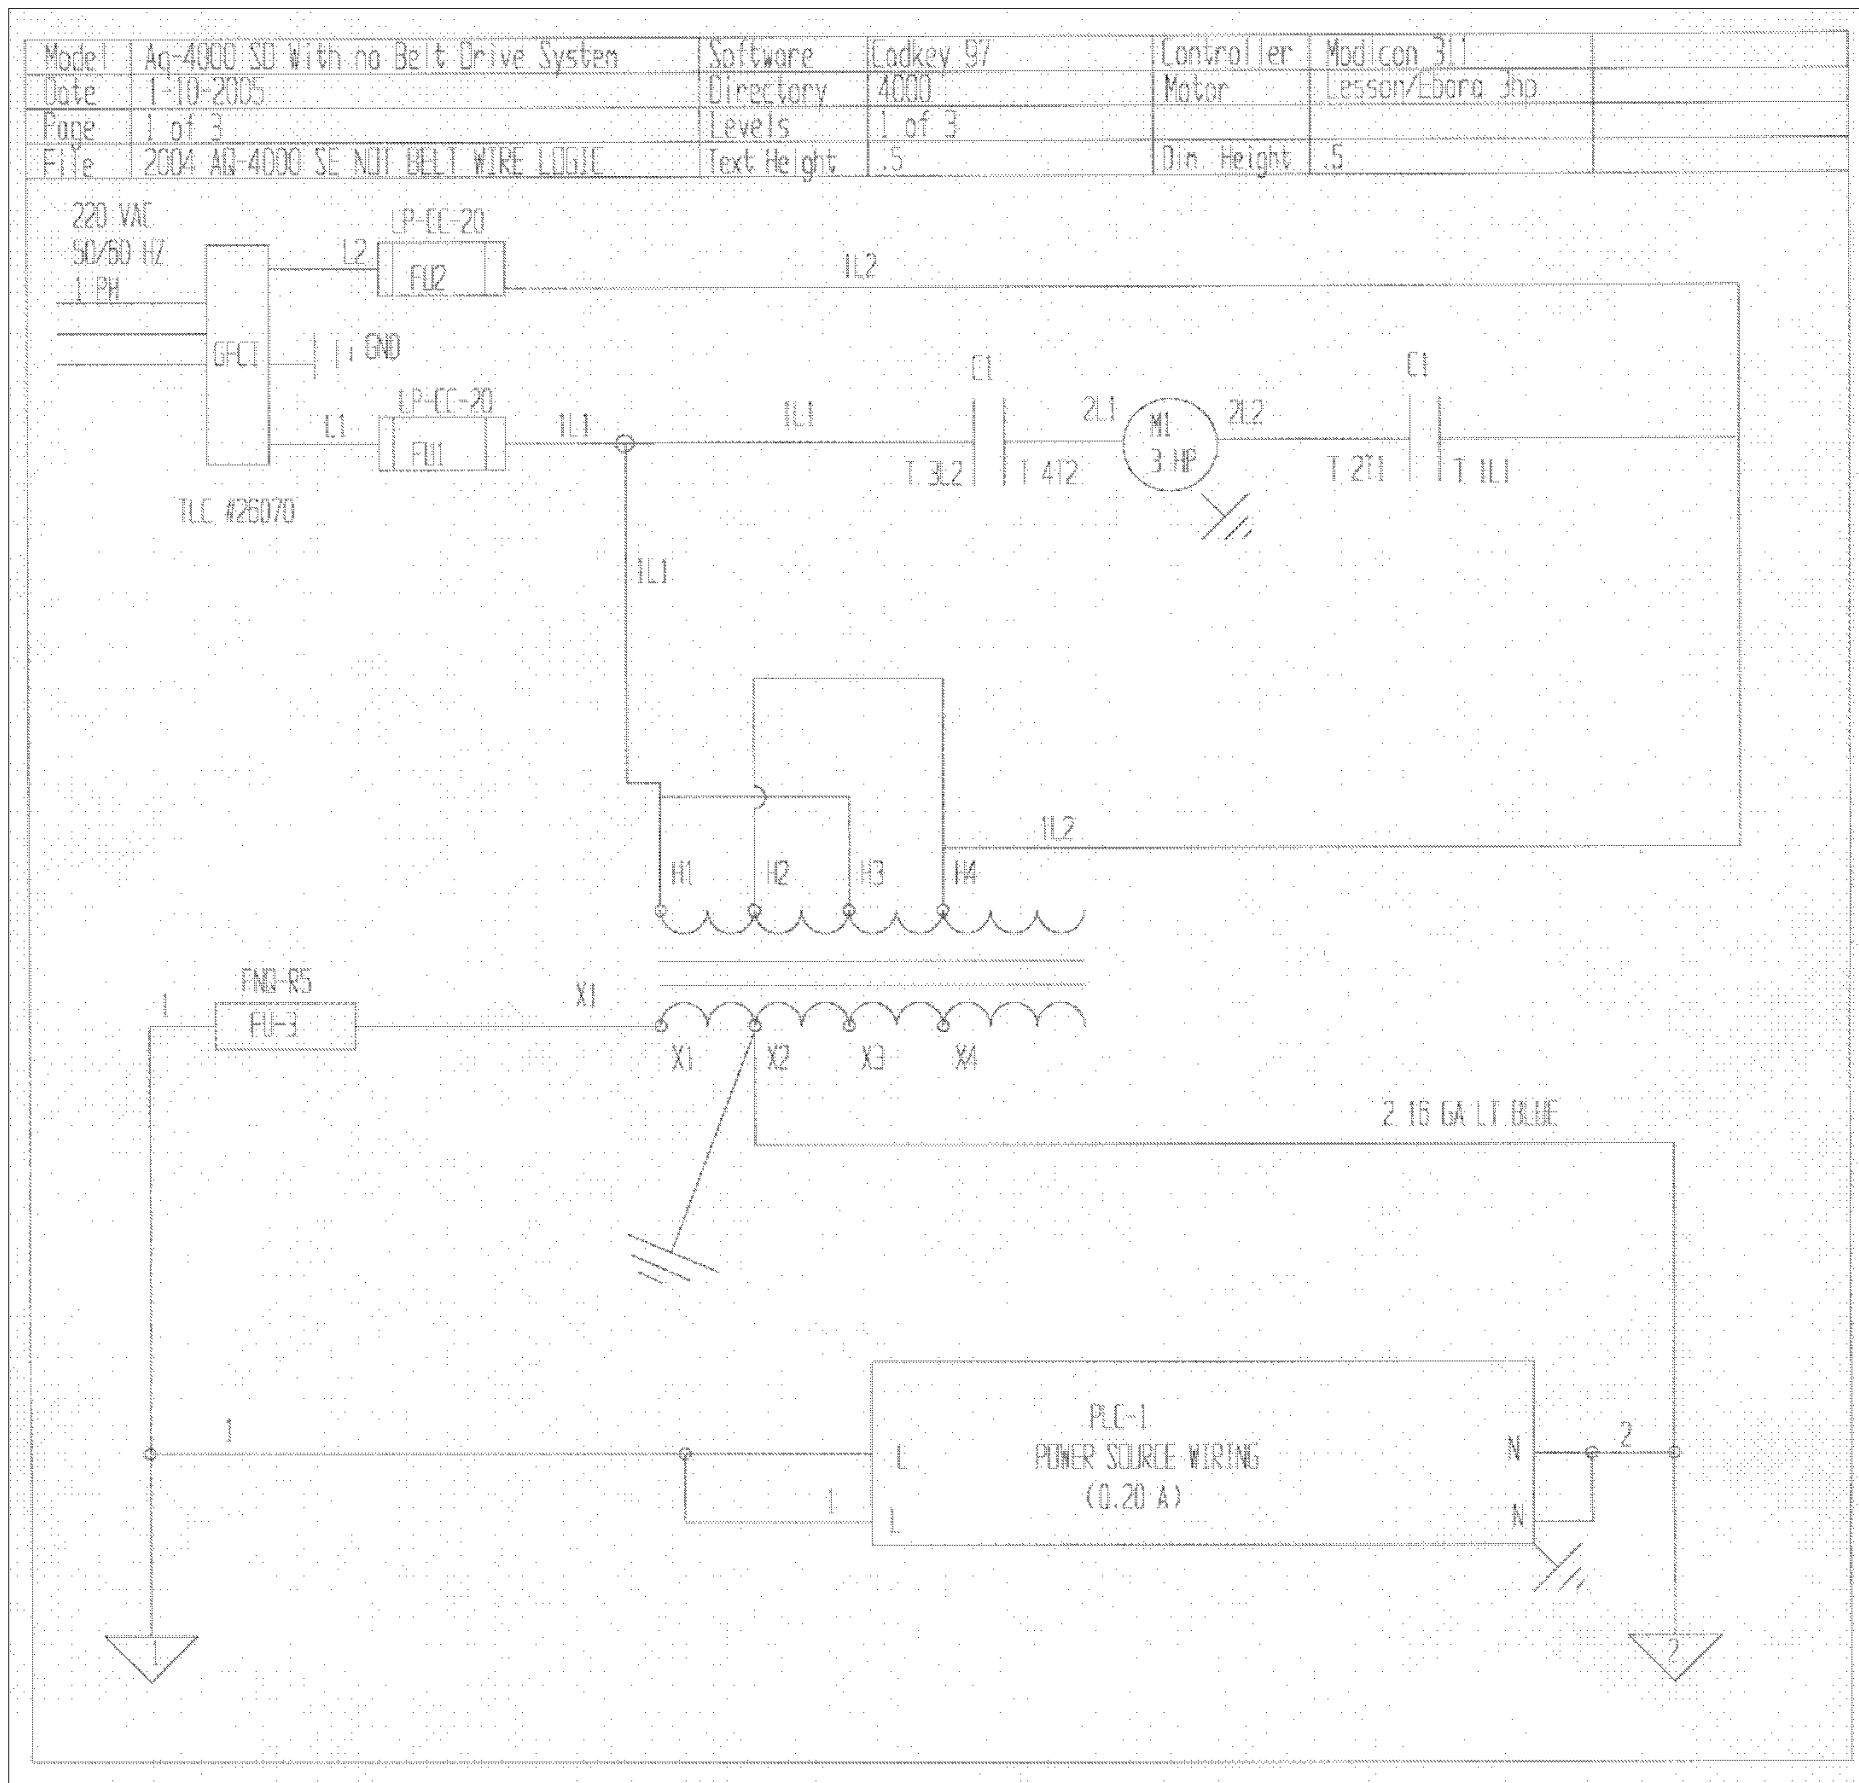 Model Aq-4000 SD With no Belt Drive System Software Cadkey 97 Controller Modicon 311
Date 1-10-2005 Directory 4000 Motor Lesson/Ebara 3hp
Page 1 of 3 Levels 1 of 3
File 2004 AQ-4000 SE NOT BELT WIRE LOGIC Text Height .5 Dim Height .5
220 VAC
50/60 HZ
1 PH
LP-CC-20
L2
FU2
1L2
GFCI
GND
LP-CC-20
L1
FU1
1L1
1L1
C1
T 3L2
T 4T2
2L1
M1
3 HP
2L2
C1
T 2T1
T 1L1
TLC #26070
1L1
1L2
H1
H2
H3
H4
FNQ-R5
1
FU-3
X1
X1
X2
X3
X4
2 16 GA LT BLUE
PLC-1
1
L
POWER SOURCE WIRING
N
2
(0.20 A)
1
L
N
1
2